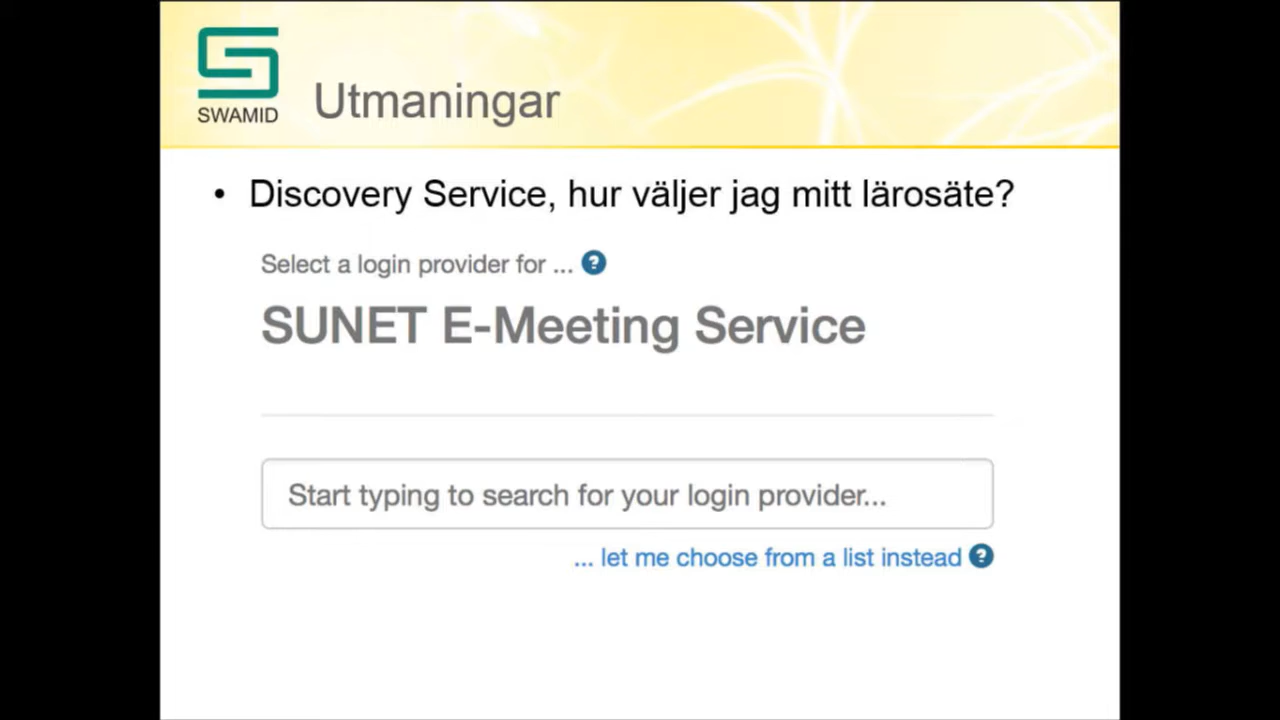 SWAMID
Utmaningar
• Discovery Service, hur väljer jag mitt lärosäte?
Select a login provider for ... ?
SUNET E-Meeting Service
Start typing to search for your login provider...
... let me choose from a list instead ?